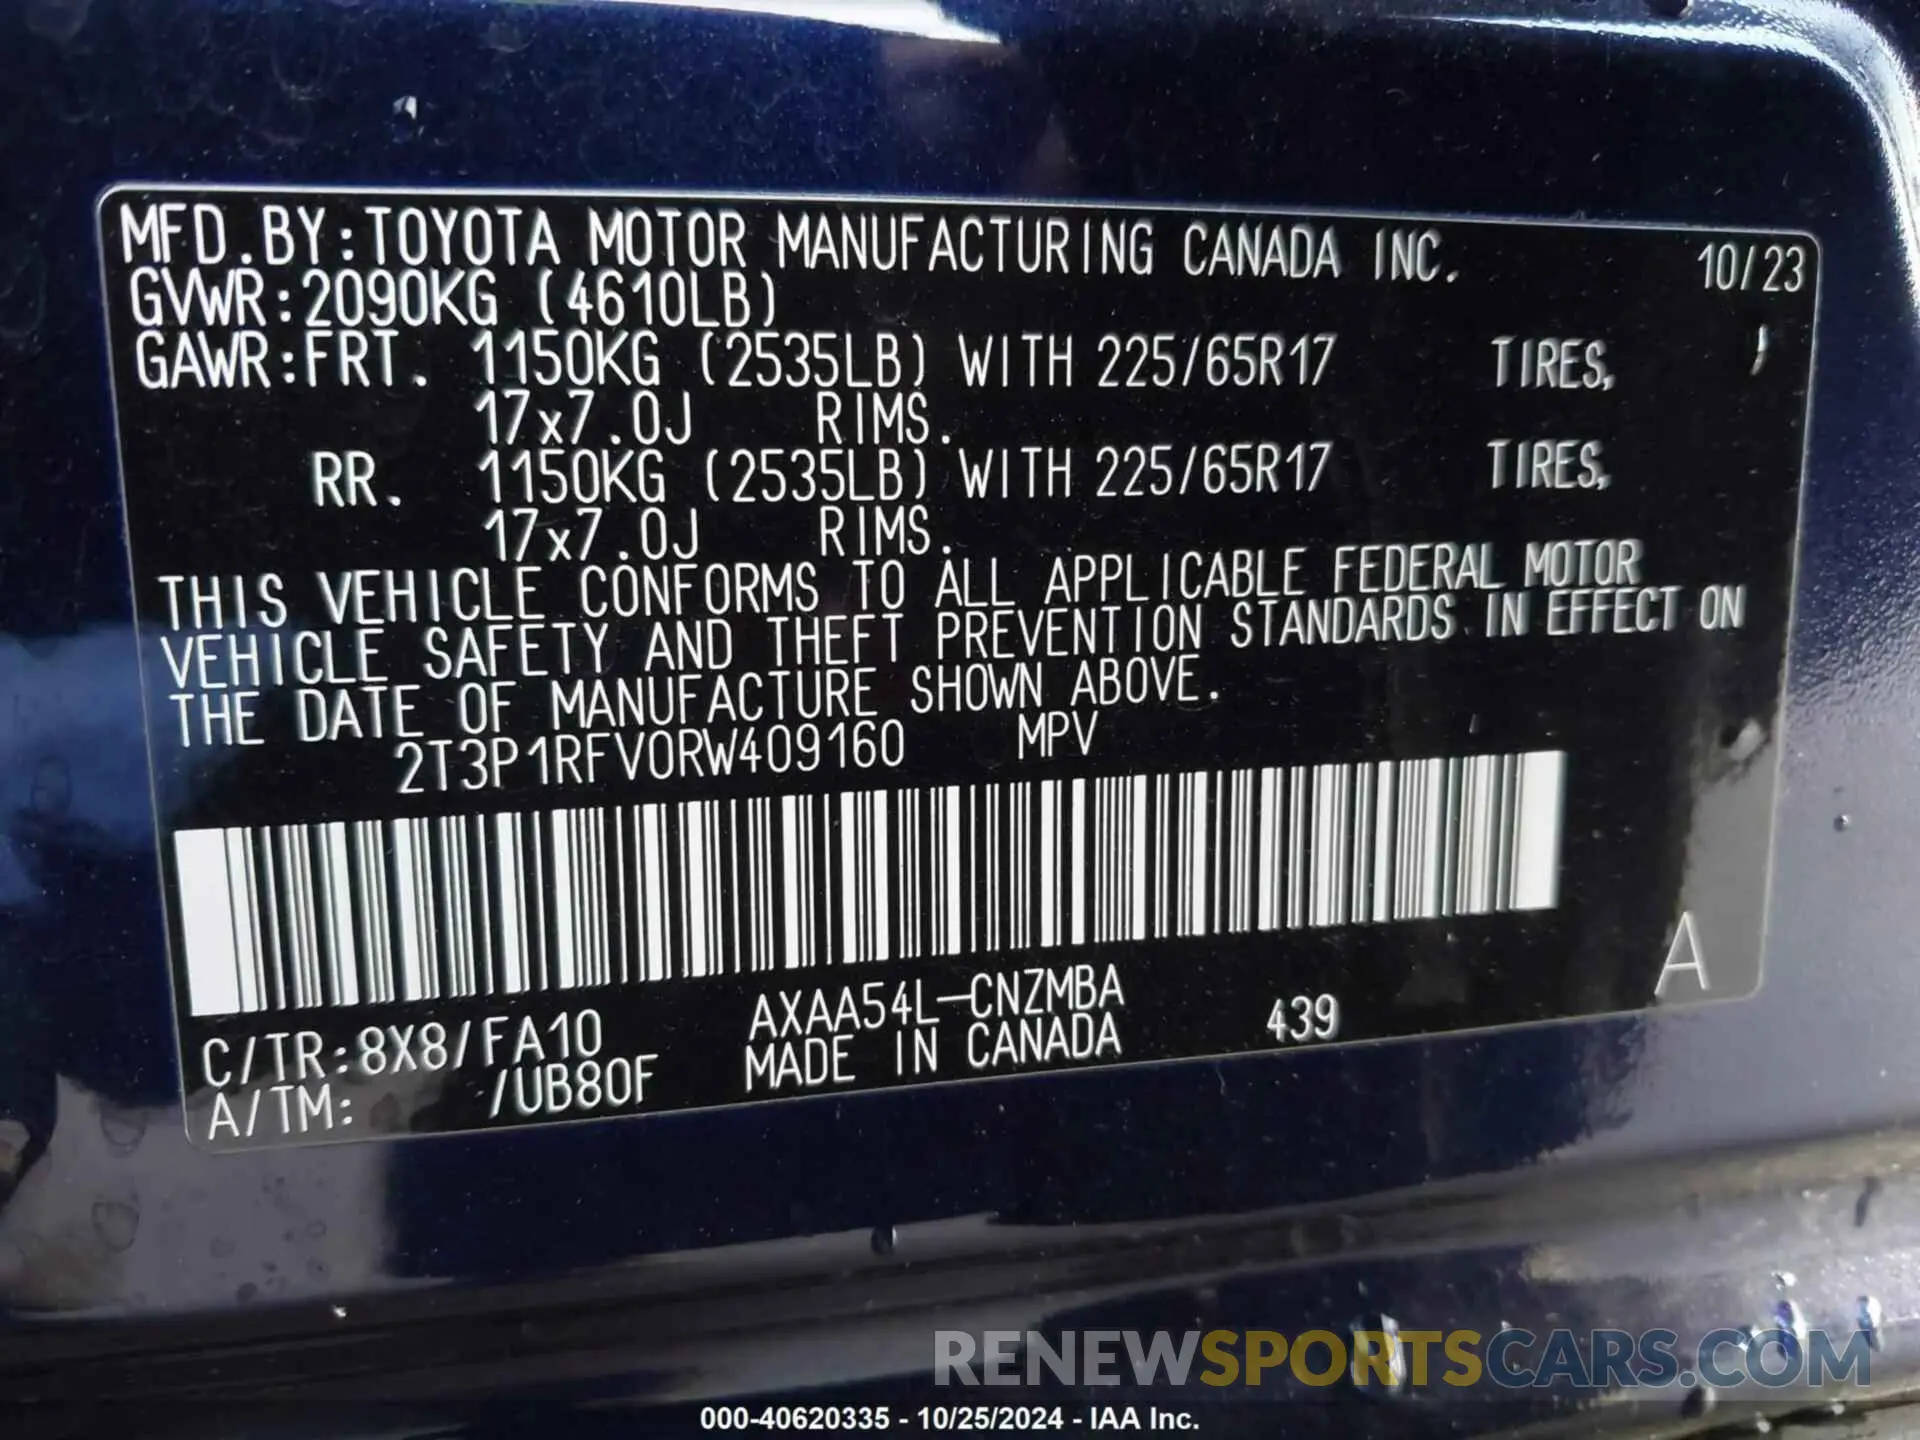 MFD.BY:TOYOTA MOTOR MANUFACTURING CANADA INC. 10/23
GVWR:2090KG (4610LB)
GAWR:FRT. 1150KG (2535LB) WITH 225/65R17 TIRES,
17x7.0J RIMS.
RR. 1150KG (2535LB) WITH 225/65R17 TIRES,
17x7.0J RIMS.
THIS VEHICLE CONFORMS TO ALL APPLICABLE FEDERAL MOTOR
VEHICLE SAFETY AND THEFT PREVENTION STANDARDS IN EFFECT ON
THE DATE OF MANUFACTURE SHOWN ABOVE.
2T3P1RFV0RW409160 MPV
C/TR:8X8/FA10 AXAA54L-CNZMBA 439 A
A/TM: /UB80F MADE IN CANADA
RENEWSPORTSCARS.COM
000-40620335 - 10/25/2024 - IAA Inc.